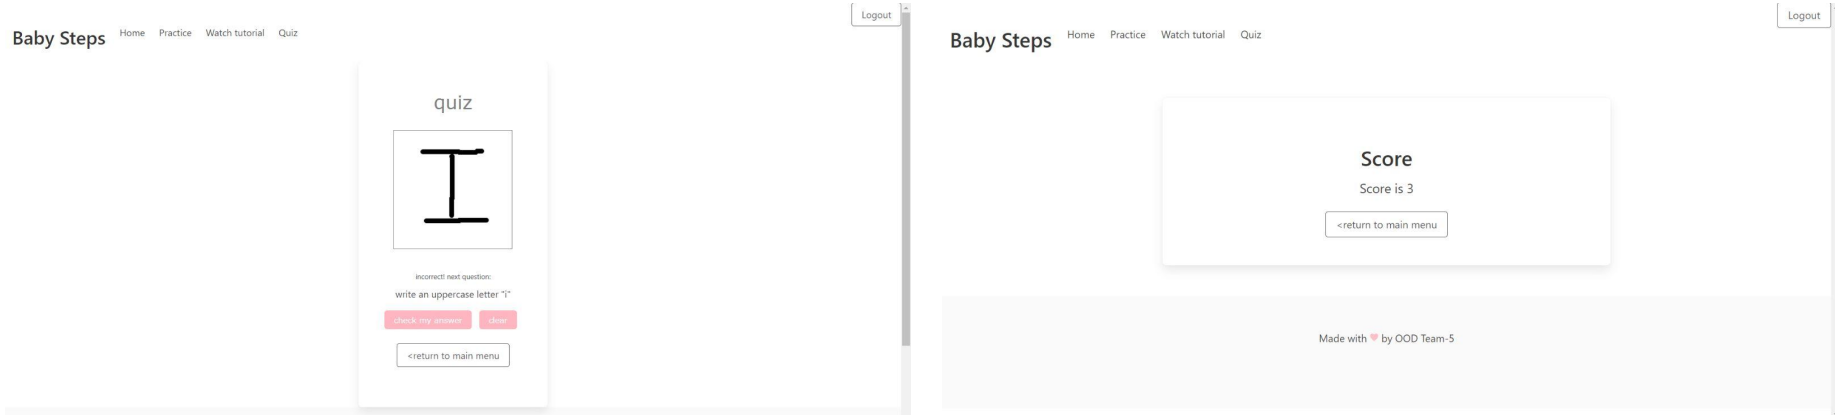 Logout
Baby Steps Home Practice Watch tutorial Quiz
quiz
I
incorrect! next question:
write an uppercase letter "i"
check my answer clear
<return to main menu
Logout
Baby Steps Home Practice Watch tutorial Quiz
Score
Score is 3
<return to main menu
Made with ♥ by OOD Team-5